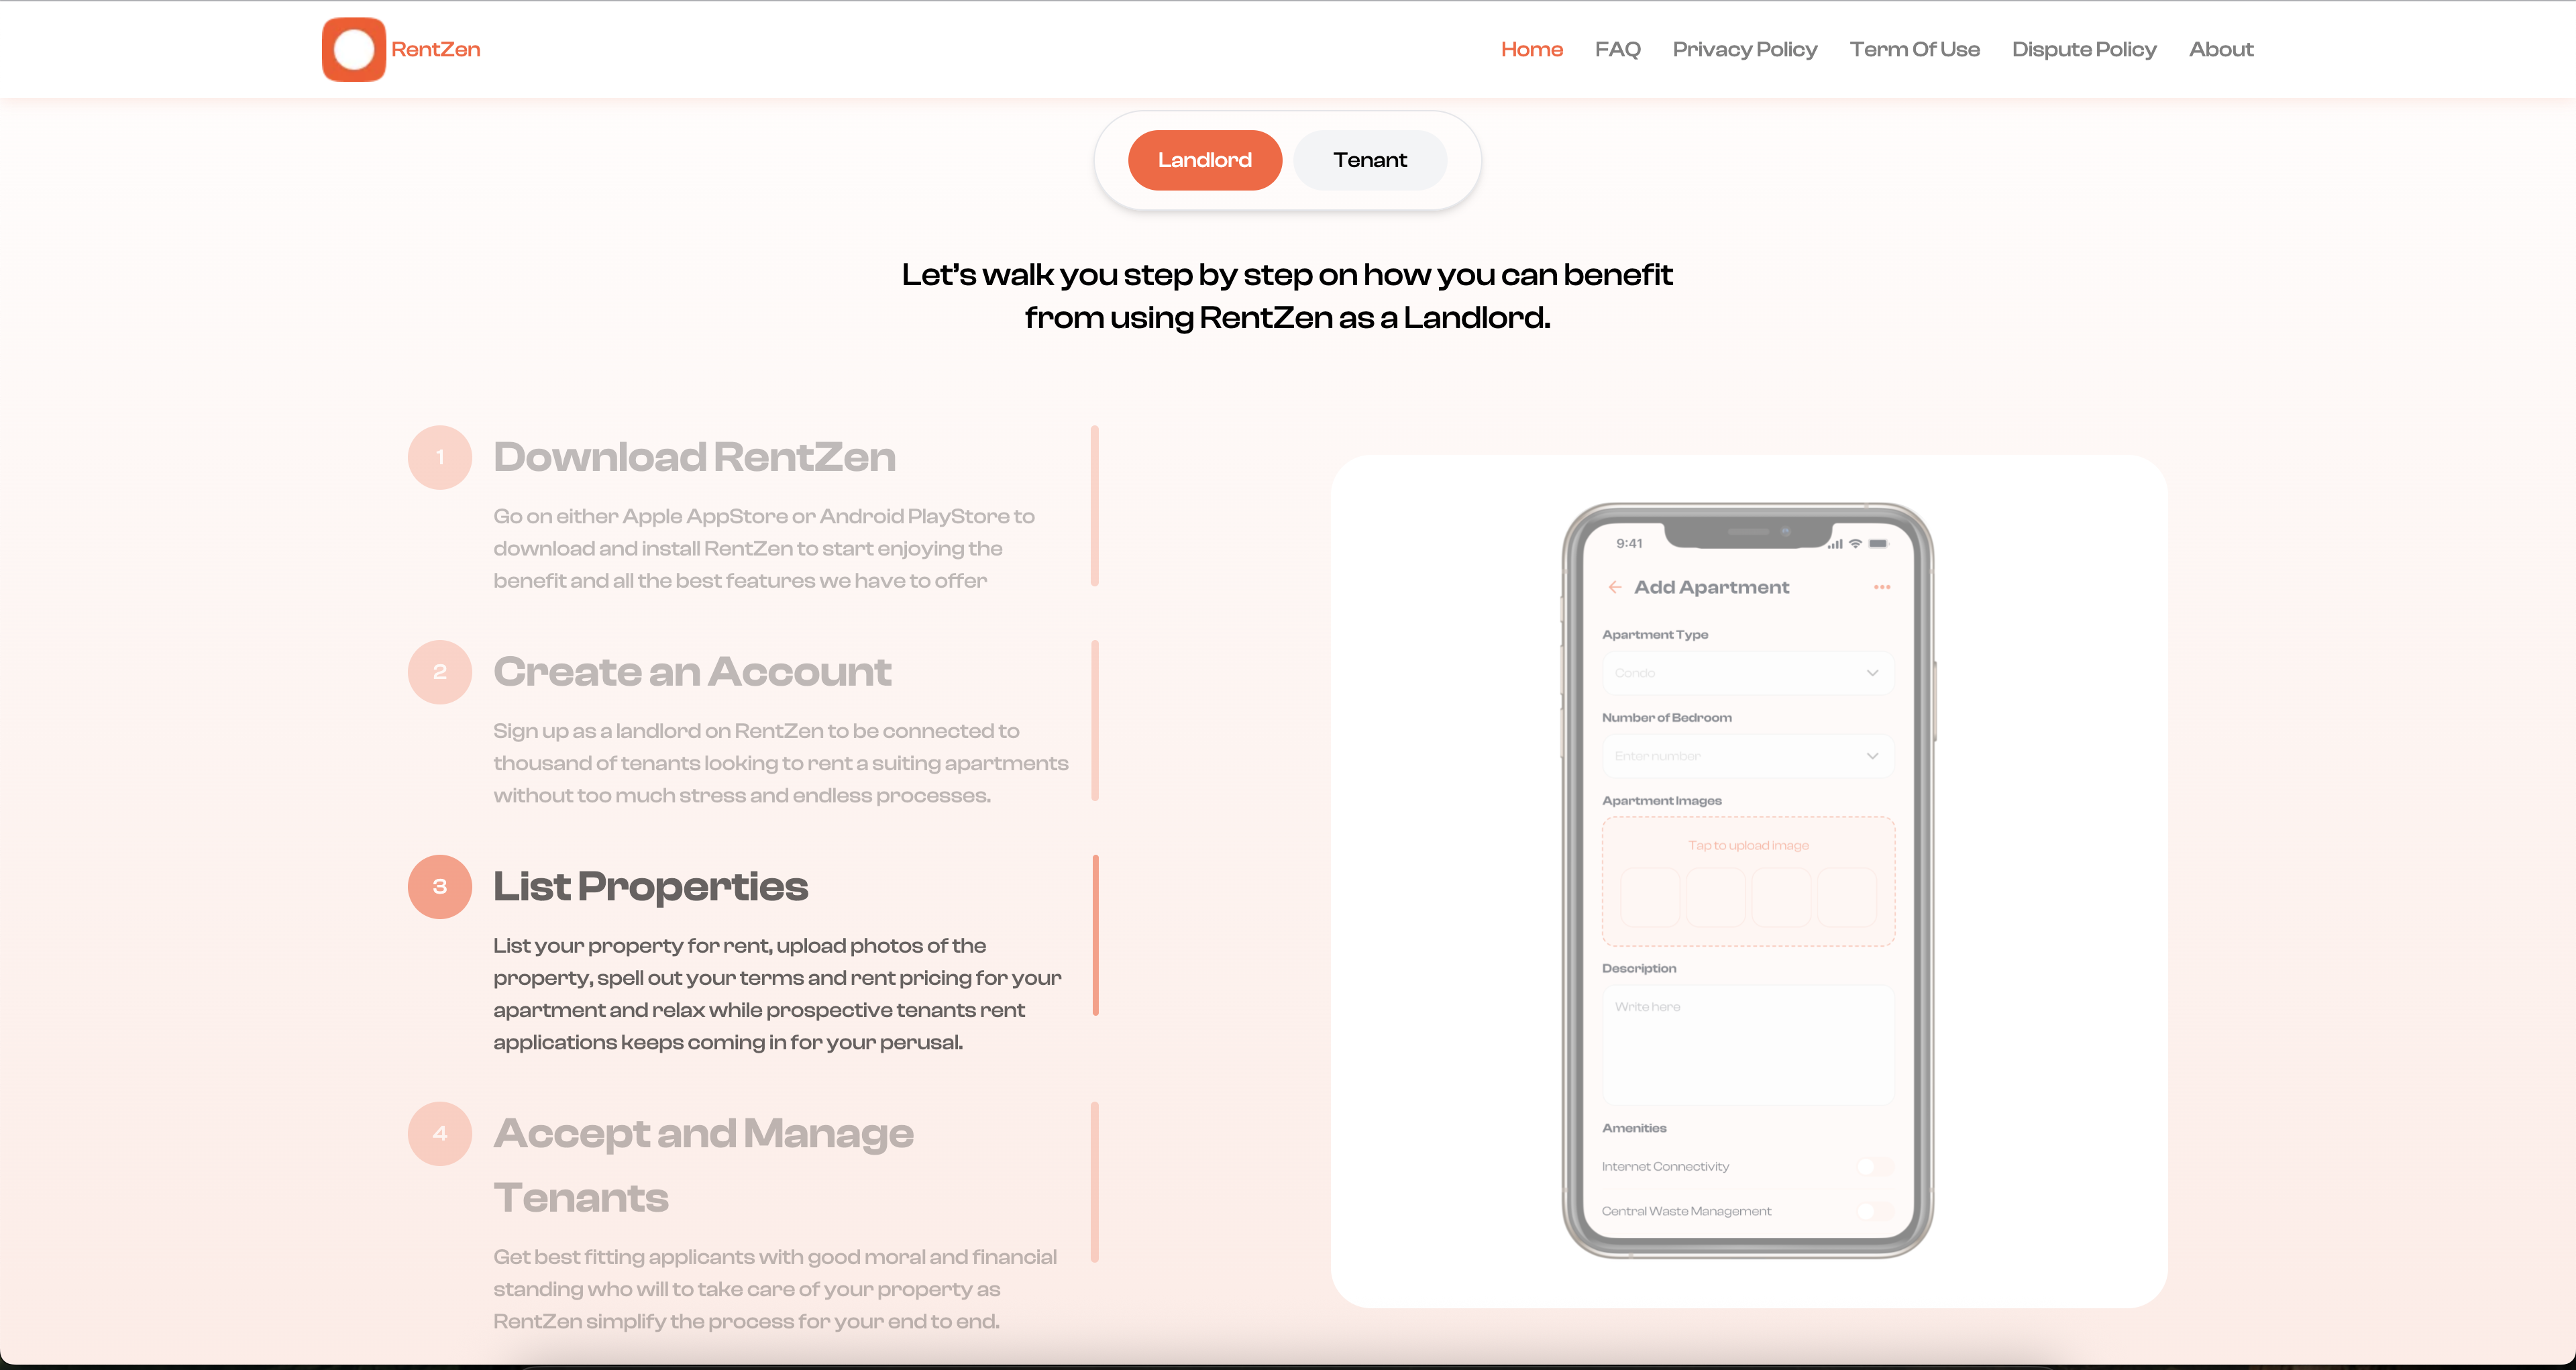 RentZen
Home FAQ Privacy Policy Term Of Use Dispute Policy About
Landlord Tenant
Let's walk you step by step on how you can benefit
from using RentZen as a Landlord.
1 Download RentZen
Go on either Apple AppStore or Android PlayStore to
download and install RentZen to start enjoying the
benefit and all the best features we have to offer
2 Create an Account
Sign up as a landlord on RentZen to be connected to
thousand of tenants looking to rent a suiting apartments
without too much stress and endless processes.
3 List Properties
List your property for rent, upload photos of the
property, spell out your terms and rent pricing for your
apartment and relax while prospective tenants rent
applications keeps coming in for your perusal.
4 Accept and Manage
Tenants
Get best fitting applicants with good moral and financial
standing who will to take care of your property as
RentZen simplify the process for your end to end.
9:41
Add Apartment
Apartment Type
Condo
Number of Bedroom
Enter number
Apartment Images
Tap to upload image
Description
Write here
Amenities
Internet Connectivity
Central Waste Management